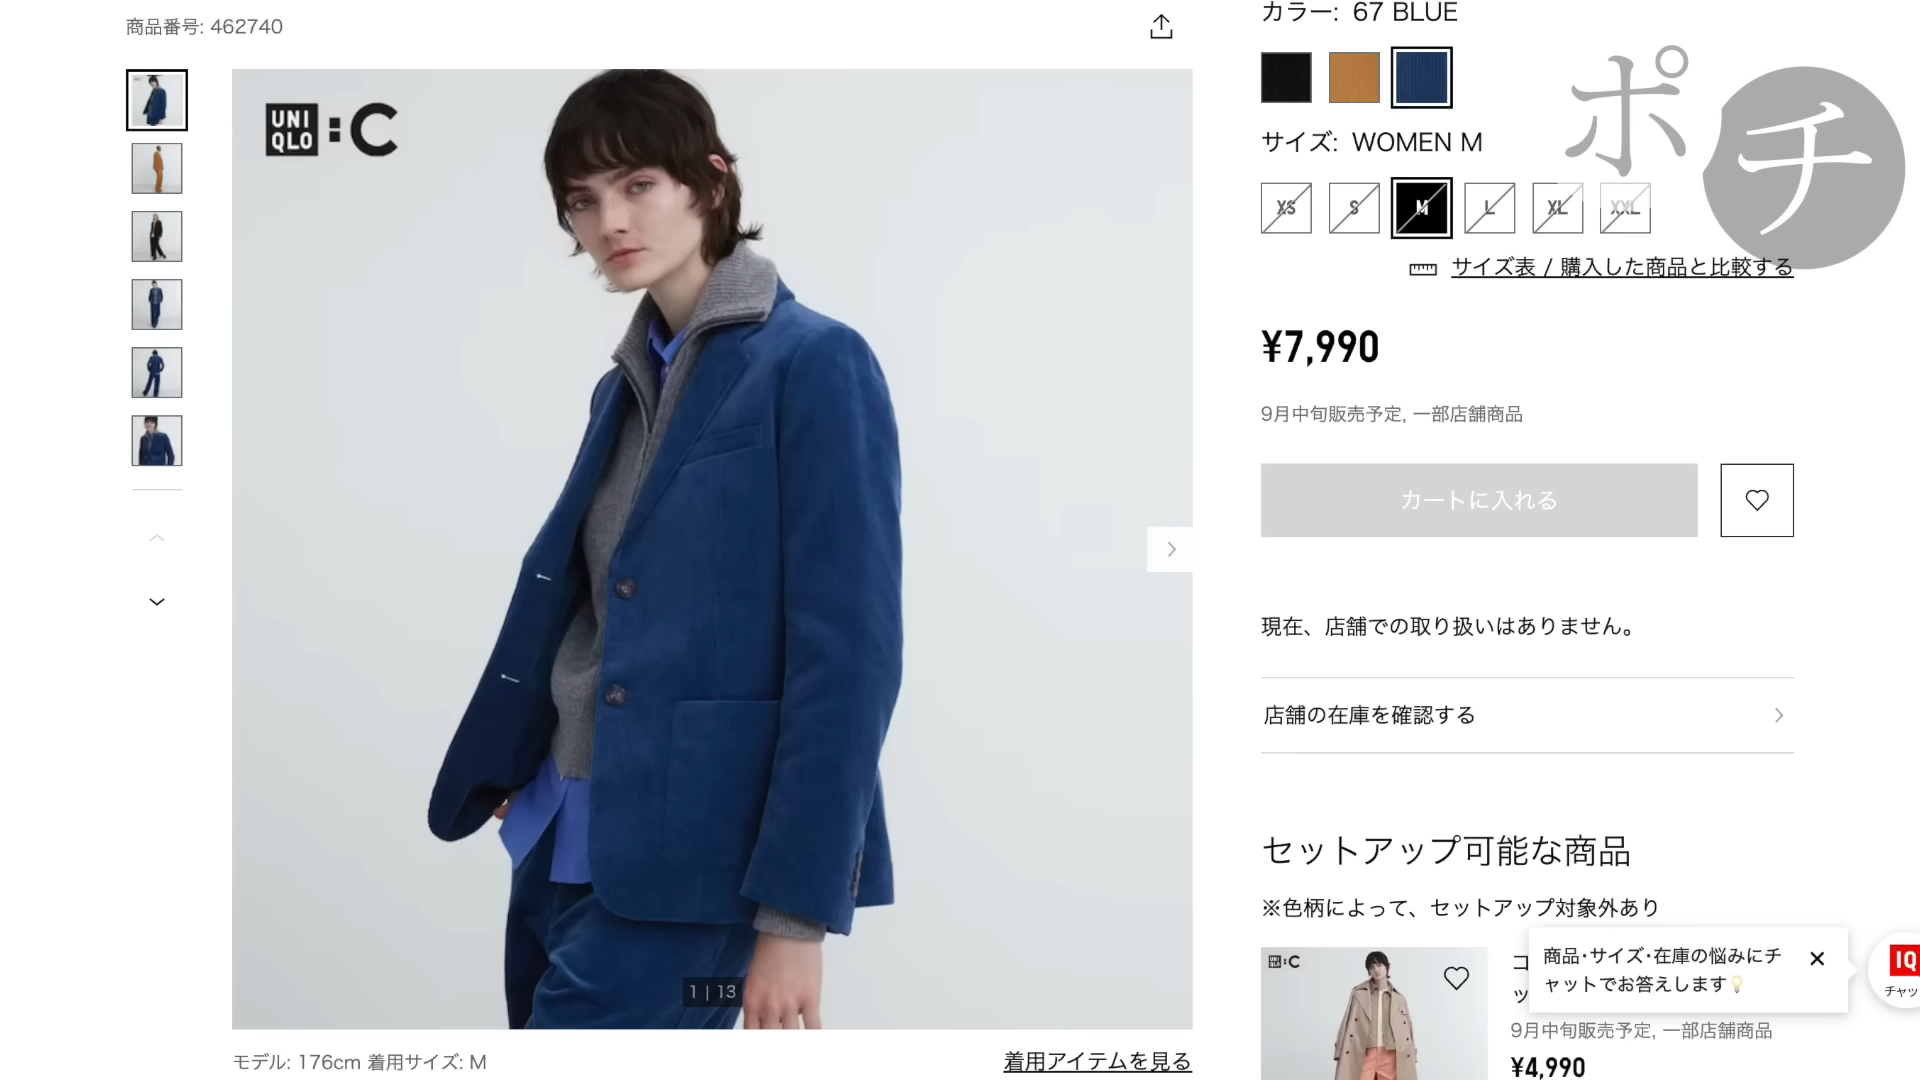 商品番号: 462740
UNI
QLO : C
1 | 13
モデル: 176cm 着用サイズ: M
着用アイテムを見る
カラー: 67 BLUE
ポチ
サイズ: WOMEN M
XS S M L XL XXL
サイズ表 / 購入した商品と比較する
¥7,990
9月中旬販売予定, 一部店舗商品
カートに入れる
現在、店舗での取り扱いはありません。
店舗の在庫を確認する
セットアップ可能な商品
※色柄によって、セットアップ対象外あり
商品・サイズ・在庫の悩みにチ
ャットでお答えします
IQ
チャッ
:C
コ
ッ
9月中旬販売予定, 一部店舗商品
¥4,990